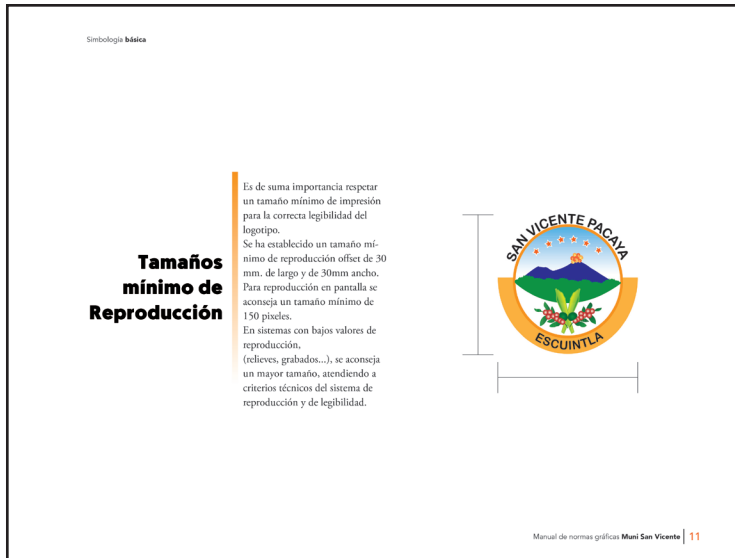 Simbología básica
Tamaños
mínimo de
Reproducción
Es de suma importancia respetar
un tamaño mínimo de impresión
para la correcta legibilidad del
logotipo.
Se ha establecido un tamaño mí-
nimo de reproducción offset de 30
mm. de largo y de 30mm ancho.
Para reproducción en pantalla se
aconseja un tamaño mínimo de
150 pixeles.
En sistemas con bajos valores de
reproducción,
(relieves, grabados...), se aconseja
un mayor tamaño, atendiendo a
criterios técnicos del sistema de
reproducción y de legibilidad.
SAN VICENTE PACAYA
ESCUINTLA
Manual de normas gráficas Muni San Vicente 11